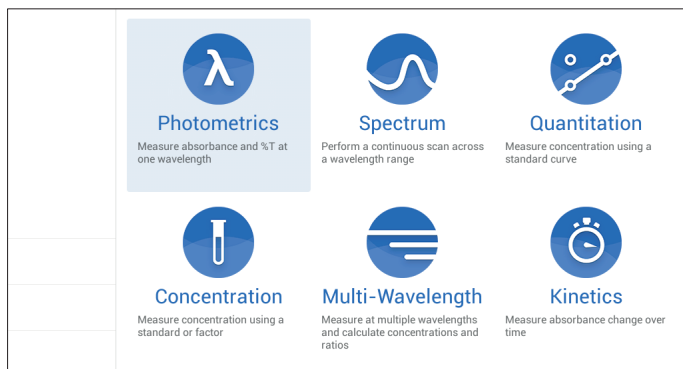 λ
Photometrics
Measure absorbance and %T at
one wavelength
Spectrum
Perform a continuous scan across
a wavelength range
Quantitation
Measure concentration using a
standard curve
Concentration
Measure concentration using a
standard or factor
Multi-Wavelength
Measure at multiple wavelengths
and calculate concentrations and
ratios
Kinetics
Measure absorbance change over
time